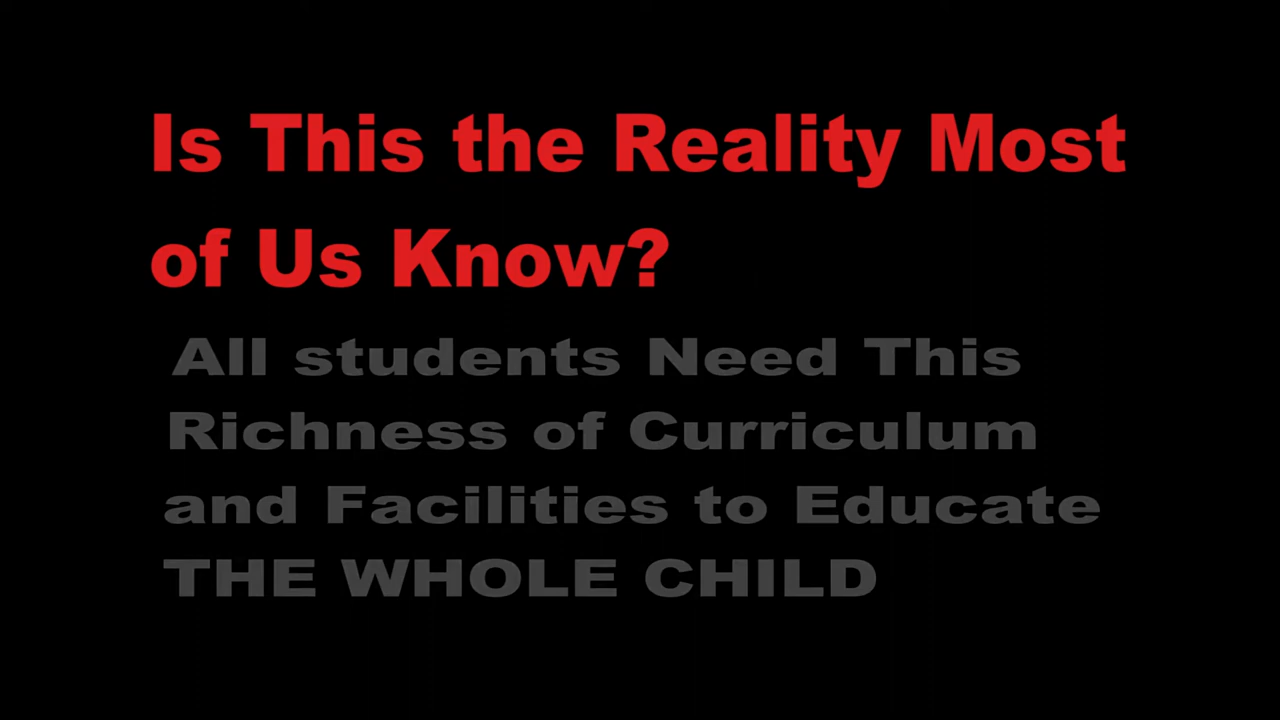 Is This the Reality Most
of Us Know?
All students Need This
Richness of Curriculum
and Facilities to Educate
THE WHOLE CHILD